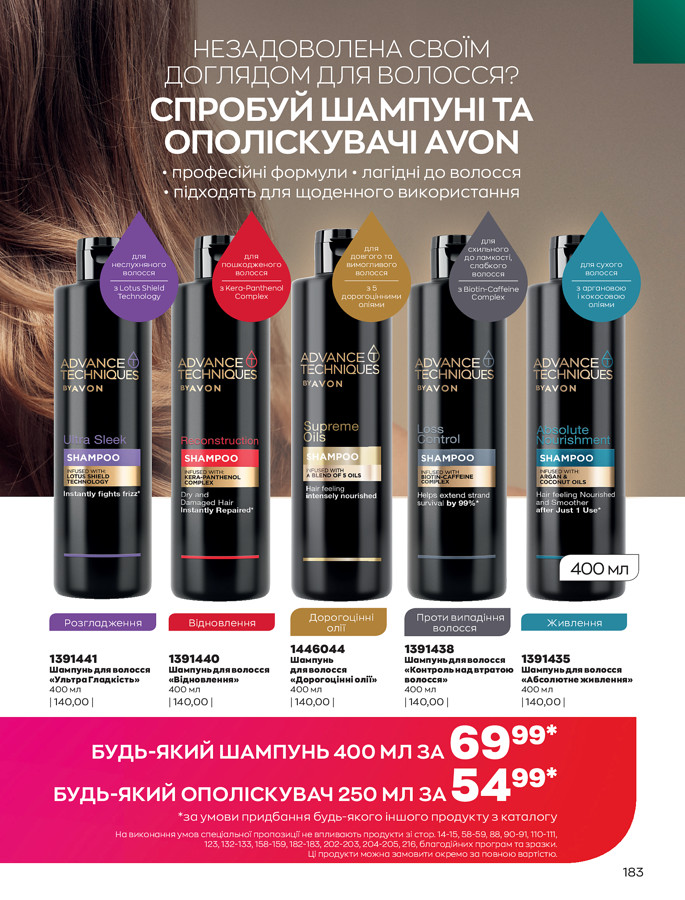 НЕЗАДОВОЛЕНА СВОЇМ
ДОГЛЯДОМ ДЛЯ ВОЛОССЯ?
СПРОБУЙ ШАМПУНІ ТА
ОПОЛІСКУВАЧІ AVON
• професійні формули • лагідні до волосся
• підходять для щоденного використання
для
неслухняного
волосся
з Lotus Shield
Technology
для
пошкодженого
волосся
з Kera-Panthenol
Complex
для
довгого та
вимогливого
волосся
з 5
дорогоцінними
оліями
для
схильного
до ламкості,
слабкого
волосся
з Biotin-Caffeine
Complex
для сухого
волосся
з аргановою
і кокосовою
оліями
ADVANCE T
TECHNIQUES
BY AVON
Ultra Sleek
SHAMPOO
INFUSED WITH:
LOTUS SHIELD
TECHNOLOGY
Instantly fights frizz*
ADVANCE T
TECHNIQUES
BY AVON
Reconstruction
SHAMPOO
INFUSED WITH:
KERA-PANTHENOL
COMPLEX
Dry and
Damaged Hair
Instantly Repaired*
ADVANCE T
TECHNIQUES
BY AVON
Supreme
Oils
SHAMPOO
INFUSED WITH
A BLEND OF 5 OILS
Hair feeling
intensely nourished
ADVANCE T
TECHNIQUES
BY AVON
Loss
Control
SHAMPOO
INFUSED WITH
BIOTIN-CAFFEINE
COMPLEX
Helps extend strand
survival by 99%*
ADVANCE T
TECHNIQUES
BY AVON
Absolute
Nourishment
SHAMPOO
INFUSED WITH
ARGAN &
COCONUT OILS
Hair feeling Nourished
and Smoother
after Just 1 Use*
400 мл
Розгладження
1391441
Шампунь для волосся
«Ультра Гладкість»
400 мл
| 140,00 |
Відновлення
1391440
Шампунь для волосся
«Відновлення»
400 мл
| 140,00 |
Дорогоцінні
олії
1446044
Шампунь
для волосся
«Дорогоцінні олії»
400 мл
| 140,00 |
Проти випадіння
волосся
1391438
Шампунь для волосся
«Контроль над втратою
волосся»
400 мл
| 140,00 |
Живлення
1391435
Шампунь для волосся
«Абсолютне живлення»
400 мл
| 140,00 |
БУДЬ-ЯКИЙ ШАМПУНЬ 400 МЛ ЗА 69⁹⁹*
БУДЬ-ЯКИЙ ОПОЛІСКУВАЧ 250 МЛ ЗА 54⁹⁹*
*за умови придбання будь-якого іншого продукту з каталогу
На виконання умов спеціальної пропозиції не впливають продукти зі стор. 14-15, 58-59, 88, 90-91, 110-111,
123, 132-133, 158-159, 182-183, 202-203, 204-205, 216, благодійних програм та зразки.
Ці продукти можна замовити окремо за повною вартістю.
183